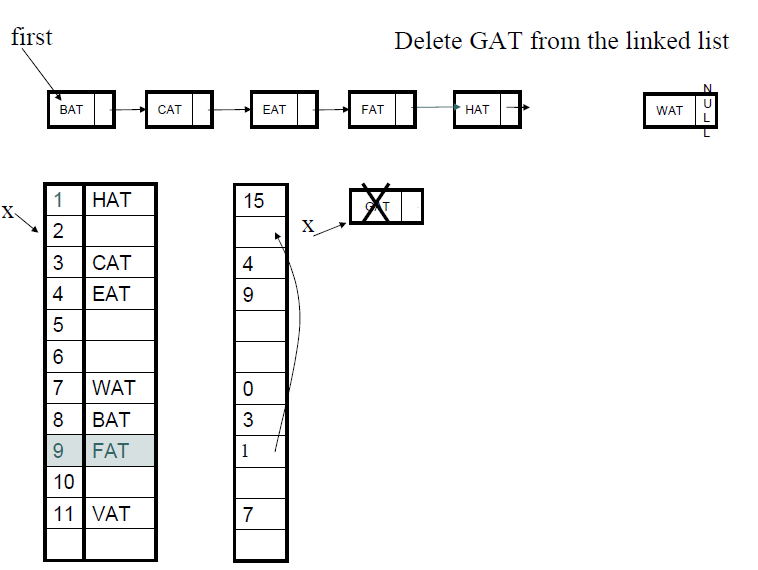 first
Delete GAT from the linked list
BAT CAT EAT FAT HAT WAT NULL
x
x
GAT
1 HAT 15
2
3 CAT 4
4 EAT 9
5
6
7 WAT 0
8 BAT 3
9 FAT 1
10
11 VAT 7